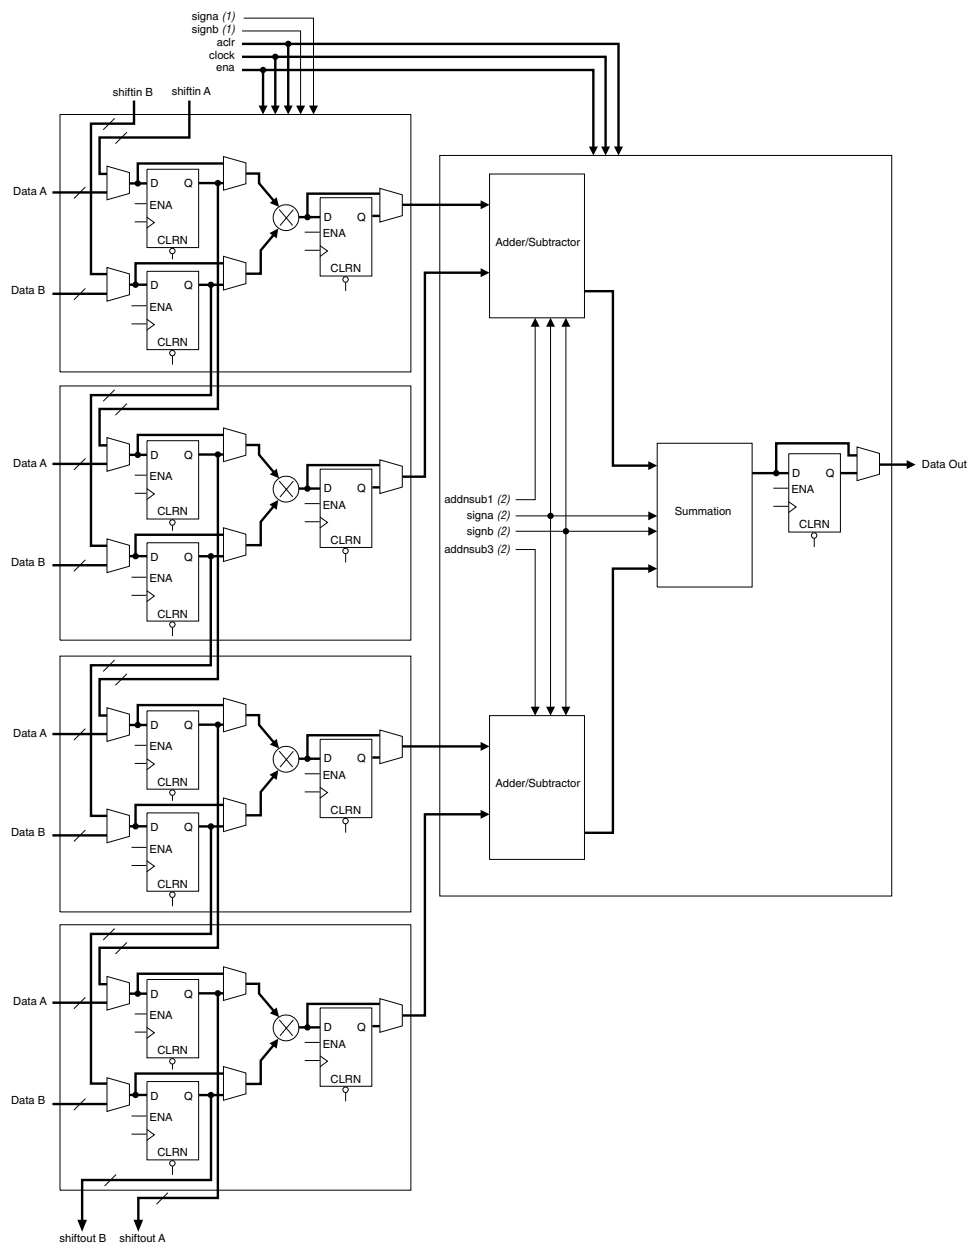 signa (1)
signb (1)
aclr
clock
ena
shiftin B
shiftin A
Data A
D Q
ENA
CLRN
D Q
ENA
CLRN
Data B
D Q
ENA
CLRN
Adder/Subtractor
Data A
D Q
ENA
CLRN
D Q
ENA
CLRN
Data B
D Q
ENA
CLRN
addnsub1 (2)
signa (2)
signb (2)
addnsub3 (2)
Summation
D Q
ENA
CLRN
Data Out
Data A
D Q
ENA
CLRN
D Q
ENA
CLRN
Data B
D Q
ENA
CLRN
Adder/Subtractor
Data A
D Q
ENA
CLRN
D Q
ENA
CLRN
Data B
D Q
ENA
CLRN
shiftout B
shiftout A